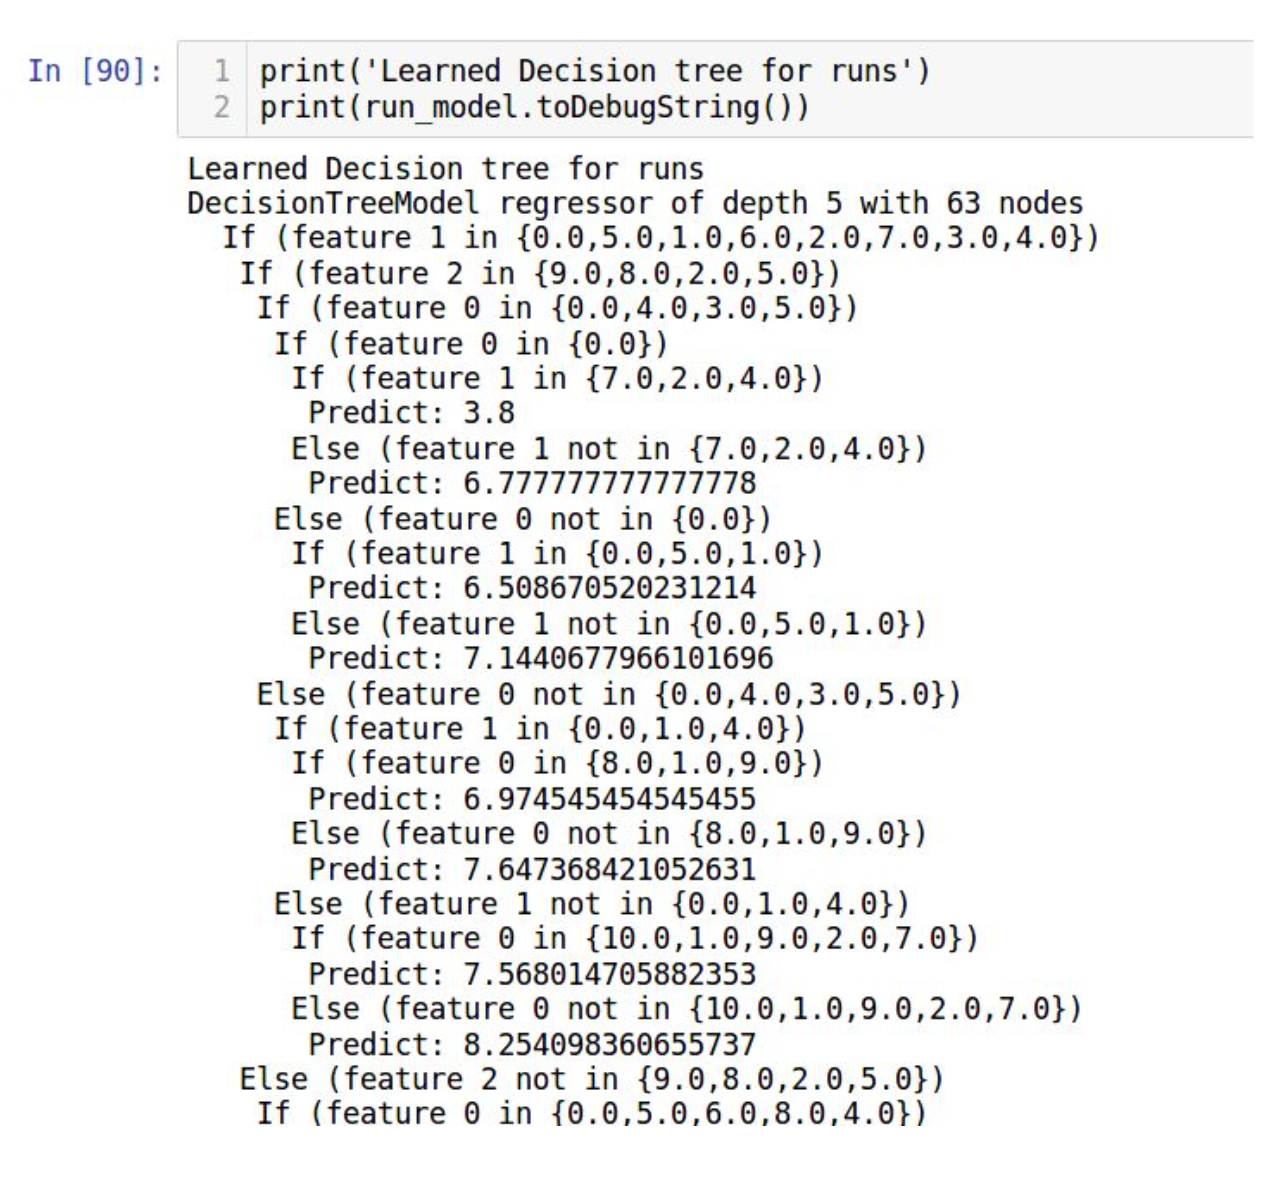 In [90]:
1 print('Learned Decision tree for runs')
2 print(run_model.toDebugString())
Learned Decision tree for runs
DecisionTreeModel regressor of depth 5 with 63 nodes
  If (feature 1 in {0.0,5.0,1.0,6.0,2.0,7.0,3.0,4.0})
   If (feature 2 in {9.0,8.0,2.0,5.0})
    If (feature 0 in {0.0,4.0,3.0,5.0})
     If (feature 0 in {0.0})
      If (feature 1 in {7.0,2.0,4.0})
       Predict: 3.8
      Else (feature 1 not in {7.0,2.0,4.0})
       Predict: 6.777777777777778
     Else (feature 0 not in {0.0})
      If (feature 1 in {0.0,5.0,1.0})
       Predict: 6.508670520231214
      Else (feature 1 not in {0.0,5.0,1.0})
       Predict: 7.1440677966101696
    Else (feature 0 not in {0.0,4.0,3.0,5.0})
     If (feature 1 in {0.0,1.0,4.0})
      If (feature 0 in {8.0,1.0,9.0})
       Predict: 6.974545454545455
      Else (feature 0 not in {8.0,1.0,9.0})
       Predict: 7.647368421052631
     Else (feature 1 not in {0.0,1.0,4.0})
      If (feature 0 in {10.0,1.0,9.0,2.0,7.0})
       Predict: 7.568014705882353
      Else (feature 0 not in {10.0,1.0,9.0,2.0,7.0})
       Predict: 8.254098360655737
   Else (feature 2 not in {9.0,8.0,2.0,5.0})
    If (feature 0 in {0.0,5.0,6.0,8.0,4.0})